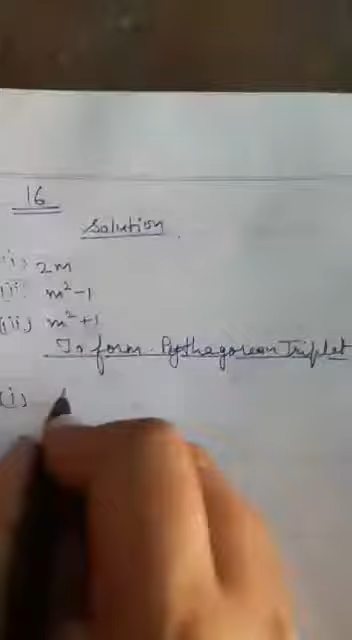 16
Solution.
(i) 2m
(ii) m²-1
(iii) m²+1
To form. Pythagorean Triplet
(i)